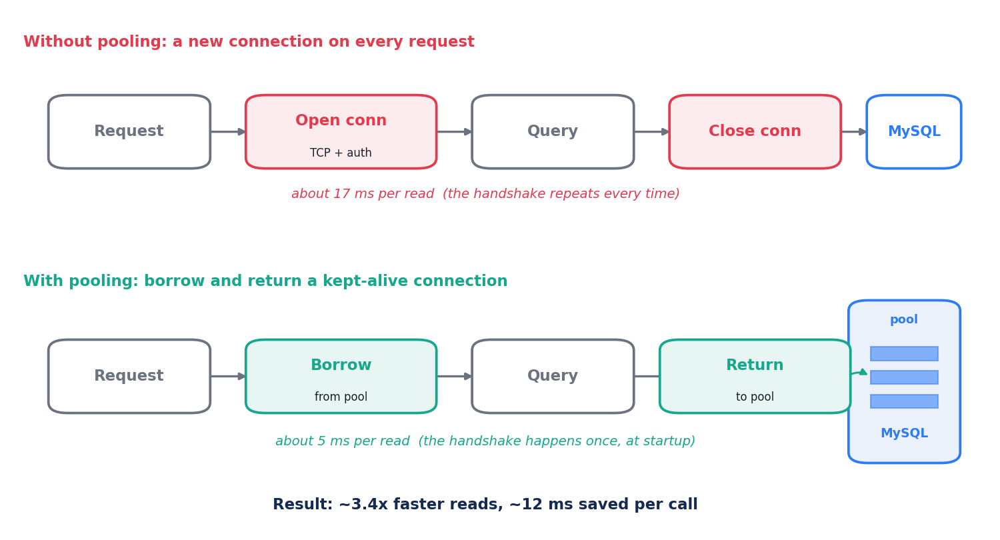 Without pooling: a new connection on every request
Request
Open conn
TCP + auth
Query
Close conn
MySQL
about 17 ms per read  (the handshake repeats every time)
With pooling: borrow and return a kept-alive connection
Request
Borrow
from pool
Query
Return
to pool
pool
MySQL
about 5 ms per read  (the handshake happens once, at startup)
Result: ~3.4x faster reads, ~12 ms saved per call